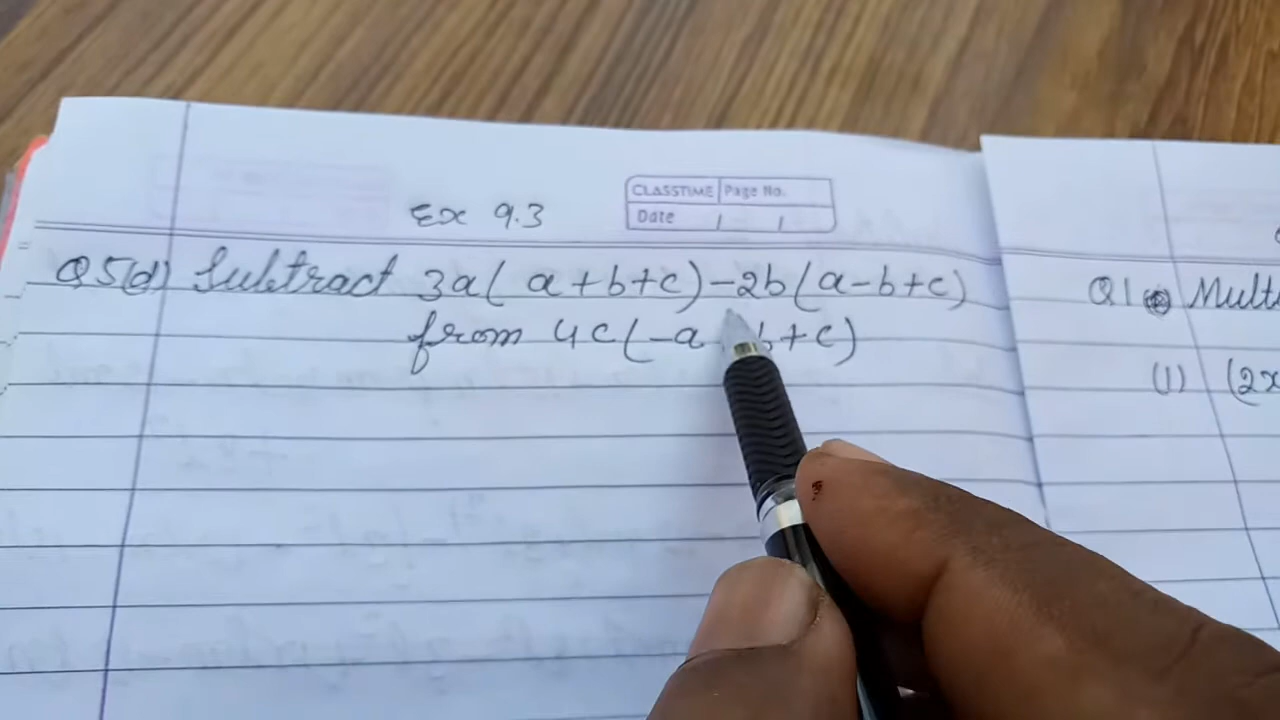 CLASSTIME Page No.
Date / /
Ex 9.3
Q5(d) Subtract 3a(a+b+c)-2b(a-b+c)
from 4c(-a b+c)
Q1 Mult
(1) (2x